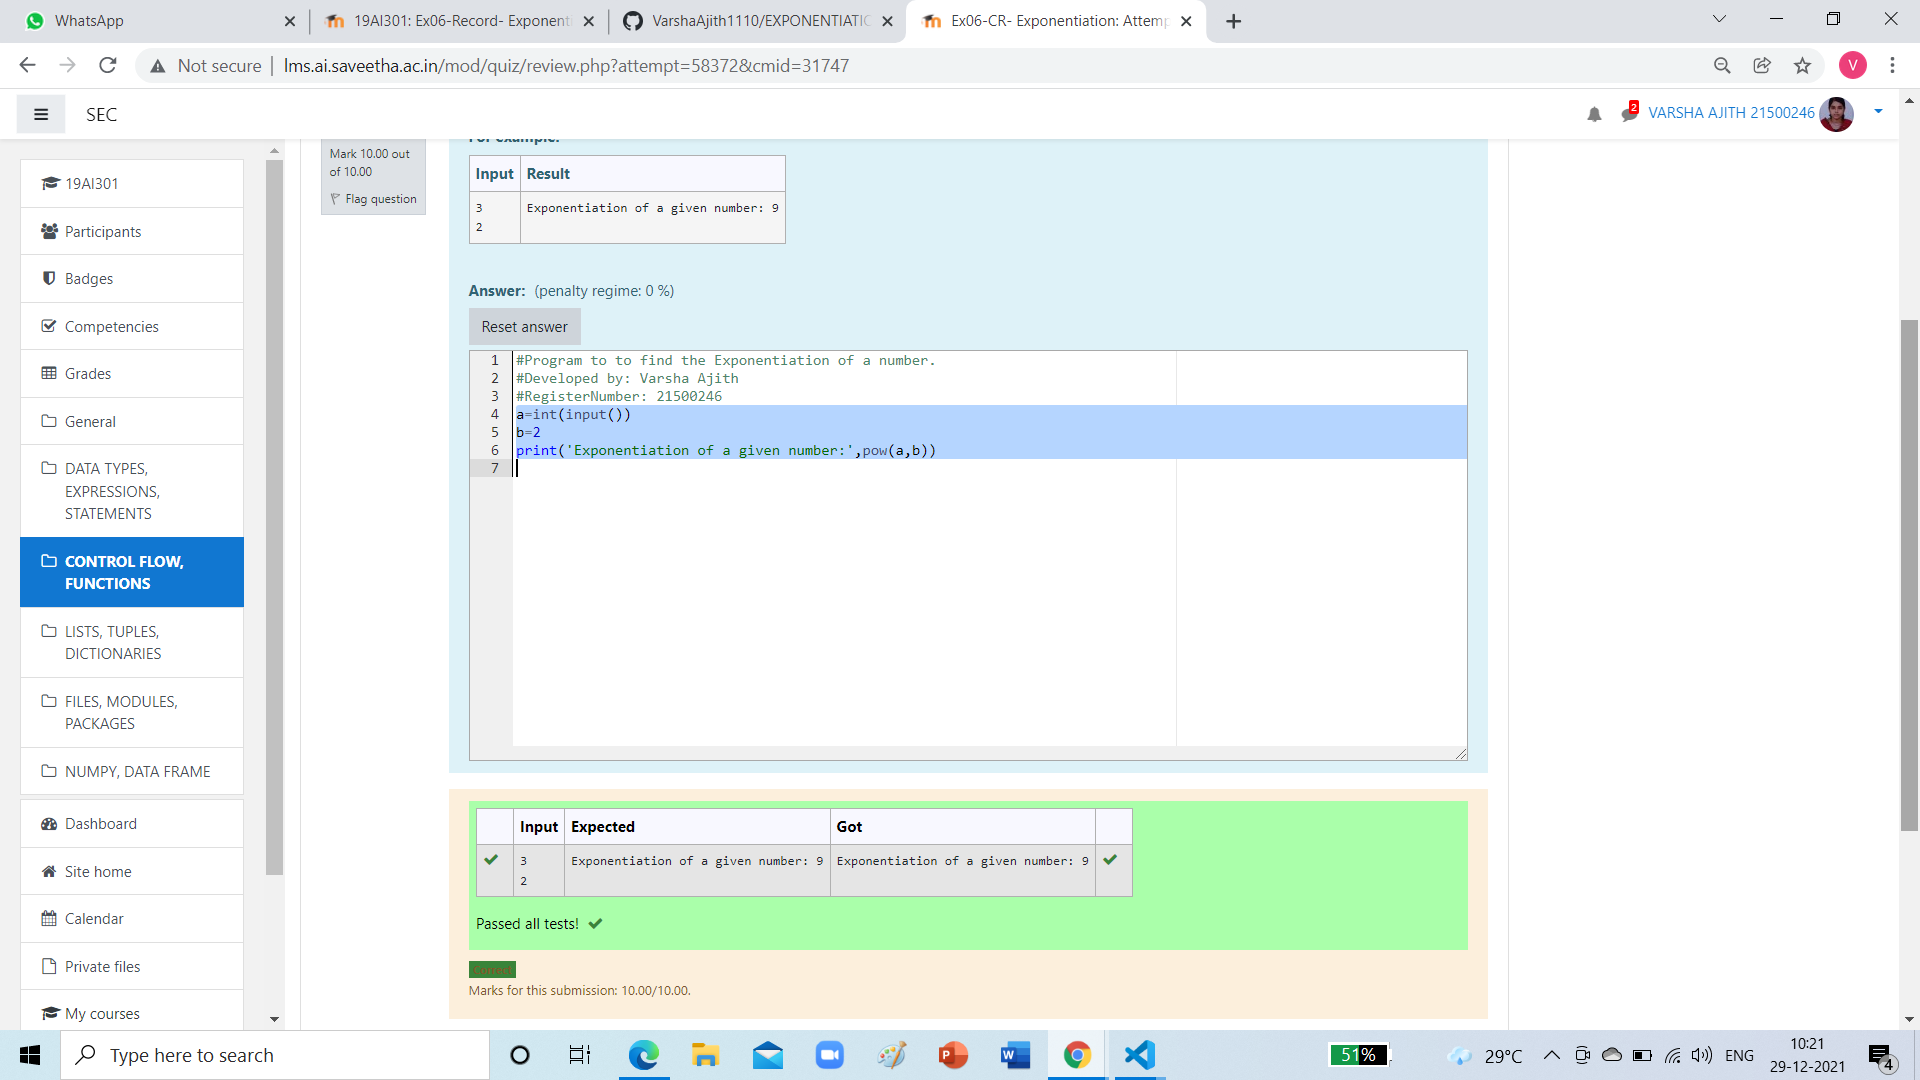 WhatsApp
19AI301: Ex06-Record- Exponent
VarshaAjith1110/EXPONENTIATIO
Ex06-CR- Exponentiation: Attemp
Not secure | lms.ai.saveetha.ac.in/mod/quiz/review.php?attempt=58372&cmid=31747
V
SEC
2
VARSHA AJITH 21500246
19AI301
Participants
Badges
Competencies
Grades
General
DATA TYPES,
EXPRESSIONS,
STATEMENTS
CONTROL FLOW,
FUNCTIONS
LISTS, TUPLES,
DICTIONARIES
FILES, MODULES,
PACKAGES
NUMPY, DATA FRAME
Dashboard
Site home
Calendar
Private files
My courses
Mark 10.00 out
of 10.00
Flag question
For example:
Input Result
3 Exponentiation of a given number: 9
2
Answer: (penalty regime: 0 %)
Reset answer
1 #Program to to find the Exponentiation of a number.
2 #Developed by: Varsha Ajith
3 #RegisterNumber: 21500246
4 a=int(input())
5 b=2
6 print('Exponentiation of a given number:',pow(a,b))
7
Input Expected Got
3 Exponentiation of a given number: 9 Exponentiation of a given number: 9
2
Passed all tests!
Correct
Marks for this submission: 10.00/10.00.
Type here to search
51%
29°C
ENG
10:21
29-12-2021
4